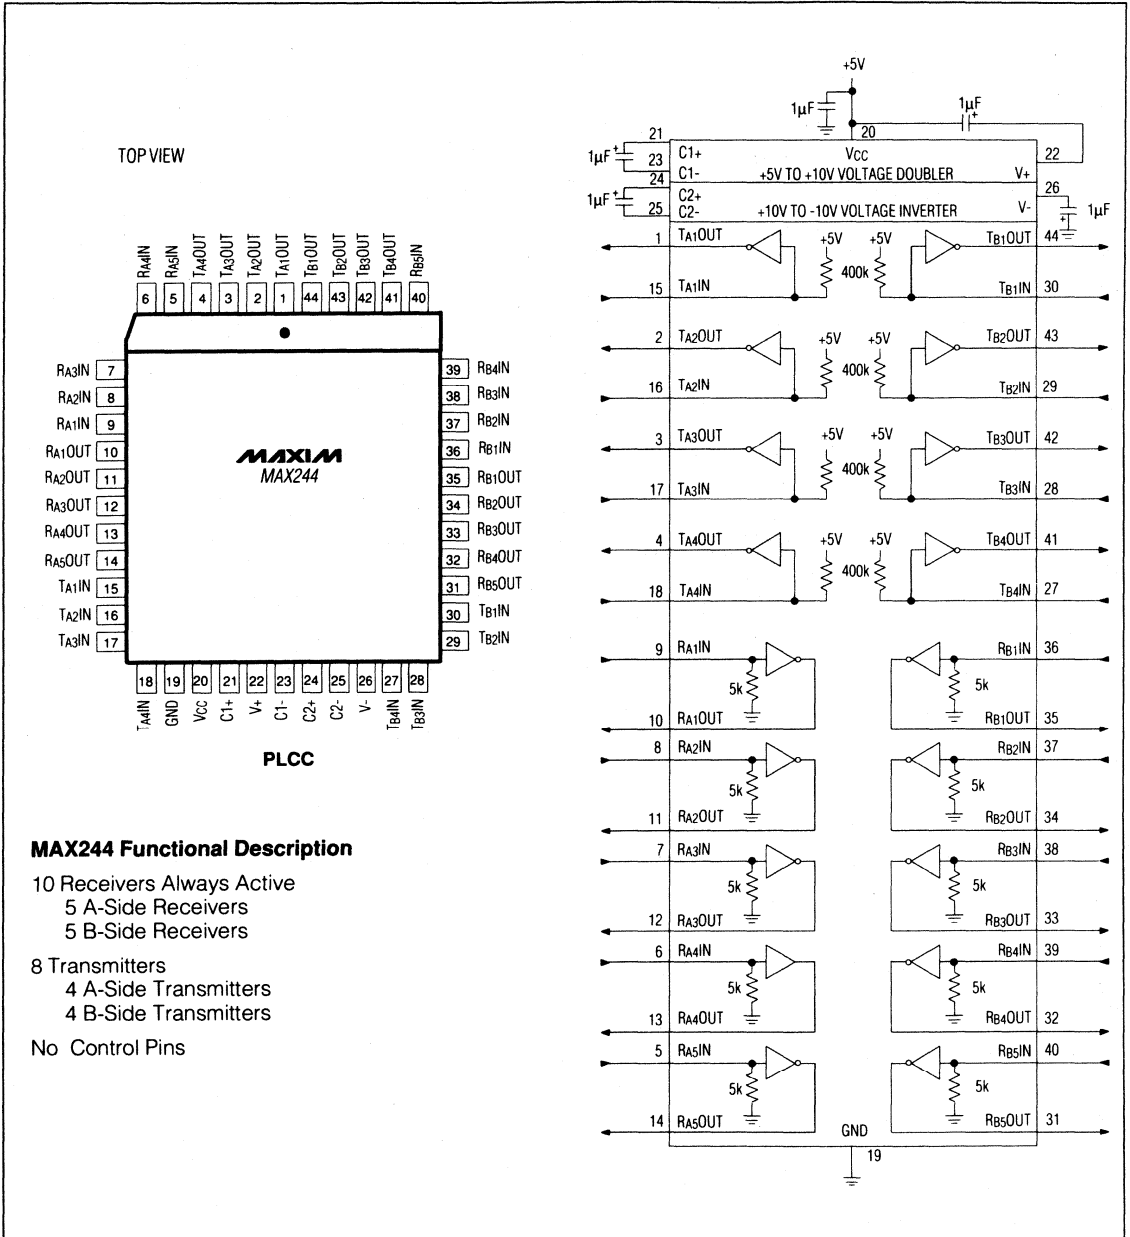 TOP VIEW
RA4IN RA5IN TA4OUT TA3OUT TA2OUT TA1OUT TB1OUT TB2OUT TB3OUT TB4OUT RB5IN
6 5 4 3 2 1 44 43 42 41 40
RA3IN 7
RA2IN 8
RA1IN 9
RA1OUT 10
RA2OUT 11
RA3OUT 12
RA4OUT 13
RA5OUT 14
TA1IN 15
TA2IN 16
TA3IN 17
MAXIM
MAX244
39 RB4IN
38 RB3IN
37 RB2IN
36 RB1IN
35 RB1OUT
34 RB2OUT
33 RB3OUT
32 RB4OUT
31 RB5OUT
30 TB1IN
29 TB2IN
18 19 20 21 22 23 24 25 26 27 28
TA4IN GND VCC C1+ V+ C1- C2+ C2- V- TB4IN TB3IN
PLCC
MAX244 Functional Description
10 Receivers Always Active
5 A-Side Receivers
5 B-Side Receivers
8 Transmitters
4 A-Side Transmitters
4 B-Side Transmitters
No Control Pins
+5V
1µF
1µF +
20
21
1µF +
23 C1+ VCC 22
C1- +5V TO +10V VOLTAGE DOUBLER V+
24
1µF +
C2+ 26
25 C2- +10V TO -10V VOLTAGE INVERTER V-
+ 1µF
1 TA1OUT +5V +5V TB1OUT 44
400k
15 TA1IN TB1IN 30
2 TA2OUT +5V +5V TB2OUT 43
400k
16 TA2IN TB2IN 29
3 TA3OUT +5V +5V TB3OUT 42
400k
17 TA3IN TB3IN 28
4 TA4OUT +5V +5V TB4OUT 41
400k
18 TA4IN TB4IN 27
9 RA1IN RB1IN 36
5k 5k
10 RA1OUT RB1OUT 35
8 RA2IN RB2IN 37
5k 5k
11 RA2OUT RB2OUT 34
7 RA3IN RB3IN 38
5k 5k
12 RA3OUT RB3OUT 33
6 RA4IN RB4IN 39
5k 5k
13 RA4OUT RB4OUT 32
5 RA5IN RB5IN 40
5k 5k
14 RA5OUT RB5OUT 31
GND
19